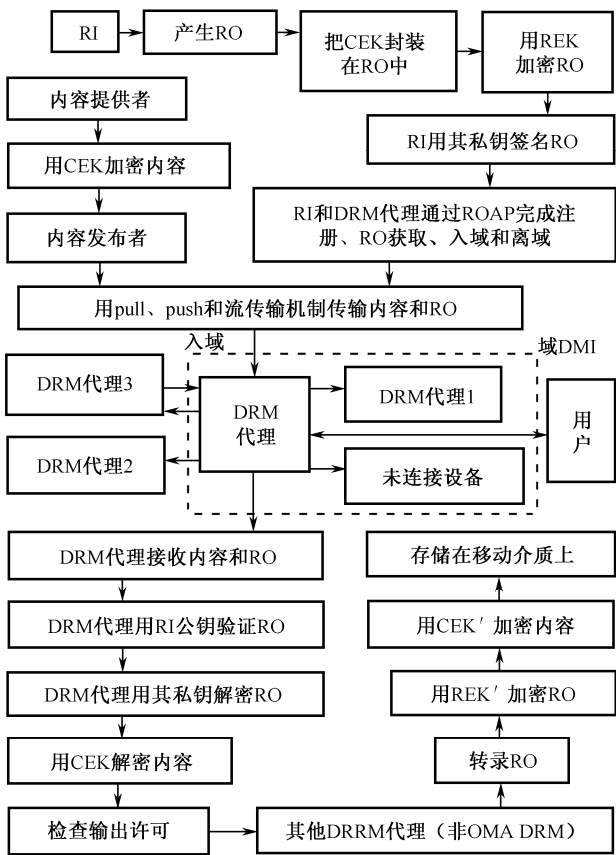 RI
产生RO
把CEK封装
在RO中
用REK
加密RO
内容提供者
RI用其私钥签名RO
用CEK加密内容
RI和DRM代理通过ROAP完成注
册、RO获取、入域和离域
内容发布者
用pull、push和流传输机制传输内容和RO
入域
域DMI
DRM代理3
DRM
代理
DRM代理1
用
户
DRM代理2
未连接设备
DRM代理接收内容和RO
存储在移动介质上
DRM代理用RI公钥验证RO
用CEK′加密内容
DRM代理用其私钥解密RO
用REK′加密RO
用CEK解密内容
转录RO
检查输出许可
其他DRRM代理（非OMA DRM）